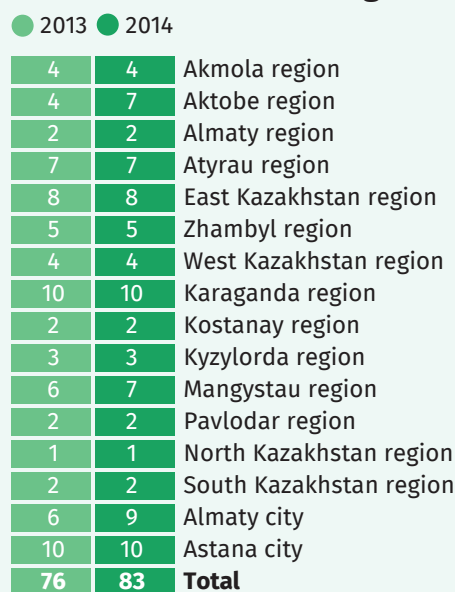 2013 2014
4 4 Akmola region
4 7 Aktobe region
2 2 Almaty region
7 7 Atyrau region
8 8 East Kazakhstan region
5 5 Zhambyl region
4 4 West Kazakhstan region
10 10 Karaganda region
2 2 Kostanay region
3 3 Kyzylorda region
6 7 Mangystau region
2 2 Pavlodar region
1 1 North Kazakhstan region
2 2 South Kazakhstan region
6 9 Almaty city
10 10 Astana city
76 83 Total